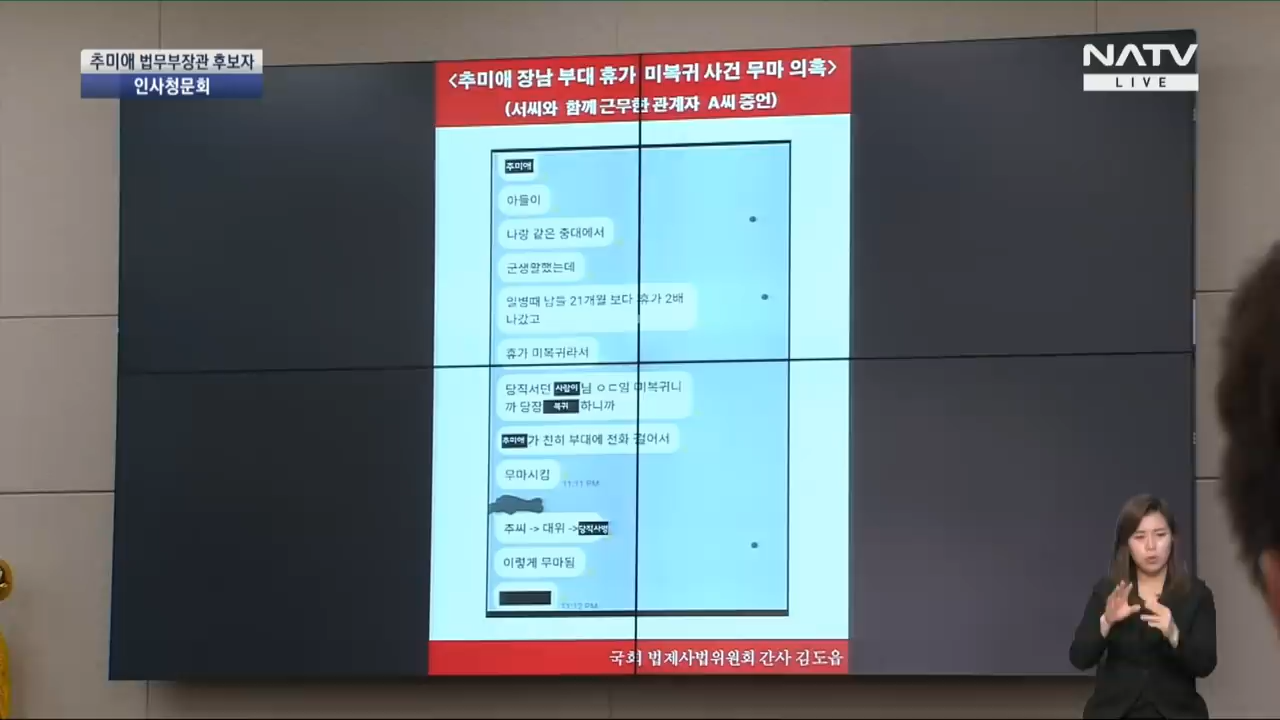 추미애 법무부장관 후보자
인사청문회
NATV
LIVE
<추미애 장남 부대 휴가 미복귀 사건 무마 의혹>
(서씨와 함께 근무한 관계자 A씨 증언)
추미애
아들이
나랑 같은 중대에서
군생활했는데
일병때 남들 21개월 보다 휴가 2배
나갔고
휴가 미복귀라서
당직서던 사람이 님 ㅇㄷ임 미복귀니
까 당장 복귀 하니까
추미애가 친히 부대에 전화 걸어서
무마시킴
11:11 PM
추씨 -> 대위 ->당직사병
이렇게 무마됨
11:12 PM
국회 법제사법위원회 간사 김도읍